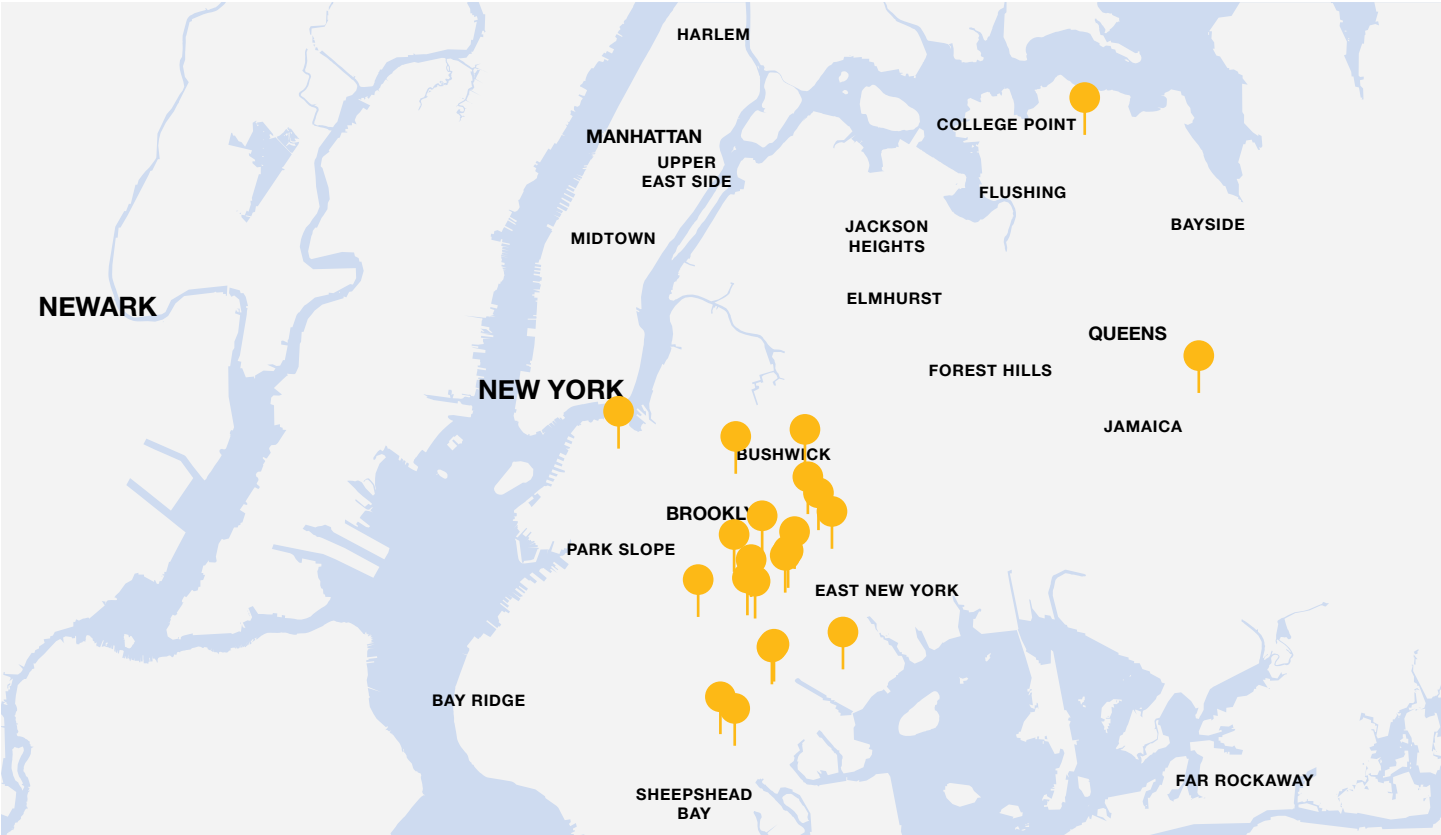 HARLEM
COLLEGE POINT
MANHATTAN
UPPER
EAST SIDE
FLUSHING
JACKSON
HEIGHTS
BAYSIDE
MIDTOWN
ELMHURST
NEWARK
QUEENS
FOREST HILLS
NEW YORK
JAMAICA
BUSHWICK
BROOKLY
PARK SLOPE
EAST NEW YORK
BAY RIDGE
FAR ROCKAWAY
SHEEPSHEAD
BAY